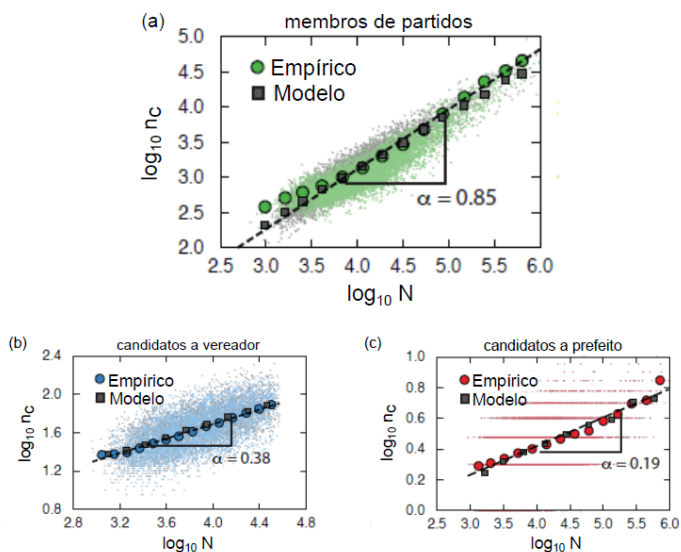 (a) membros de partidos
5.0
4.5
4.0
3.5
3.0
2.5
2.0
log₁₀ n_c
Empírico
Modelo
α = 0.85
2.5 3.0 3.5 4.0 4.5 5.0 5.5 6.0
log₁₀ N
(b) candidatos a vereador
2.4
2.0
1.6
1.2
0.8
log₁₀ n_c
Empírico
Modelo
α = 0.38
2.8 3.2 3.6 4.0 4.4 4.8
log₁₀ N
(c) candidatos a prefeito
1.0
0.8
0.6
0.4
0.2
0.0
log₁₀ n_c
Empírico
Modelo
α = 0.19
2.5 3.0 3.5 4.0 4.5 5.0 5.5 6.0
log₁₀ N